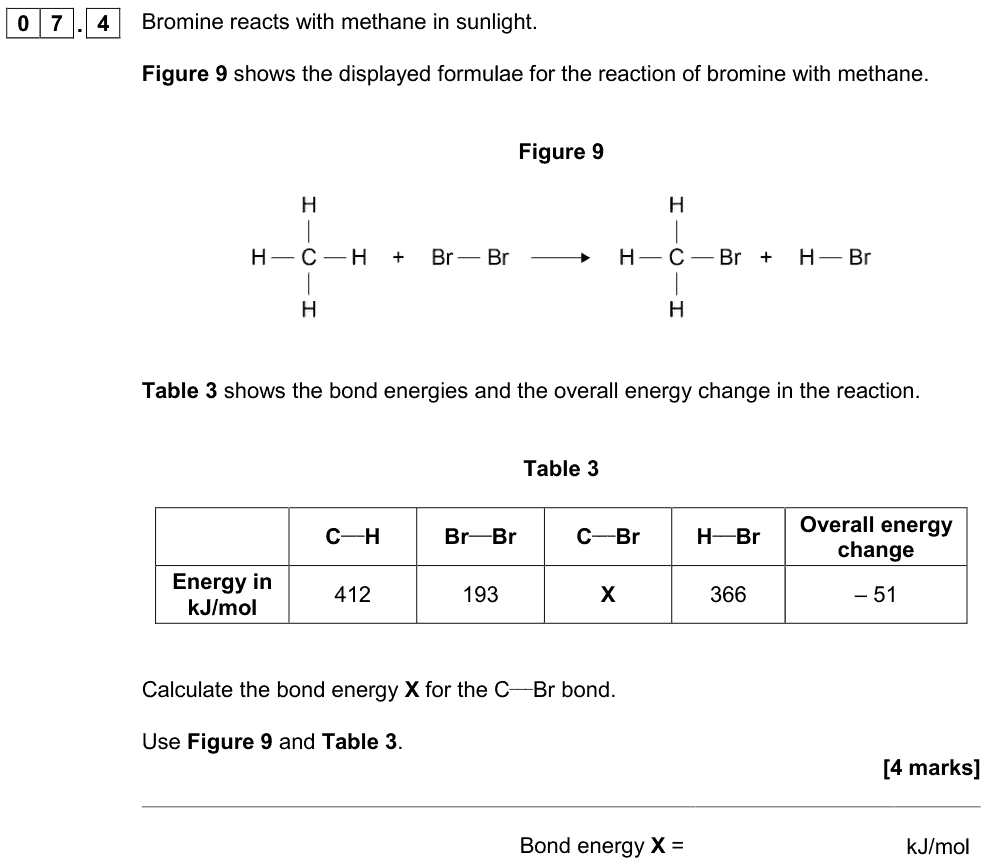 0 7 . 4 Bromine reacts with methane in sunlight.
Figure 9 shows the displayed formulae for the reaction of bromine with methane.
Figure 9
H H
H — C — H + Br — Br ⟶ H — C — Br + H — Br
H H
Table 3 shows the bond energies and the overall energy change in the reaction.
Table 3
C—H Br—Br C—Br H—Br Overall energy change
Energy in kJ/mol 412 193 X 366 – 51
Calculate the bond energy X for the C—Br bond.
Use Figure 9 and Table 3.
[4 marks]
Bond energy X = kJ/mol